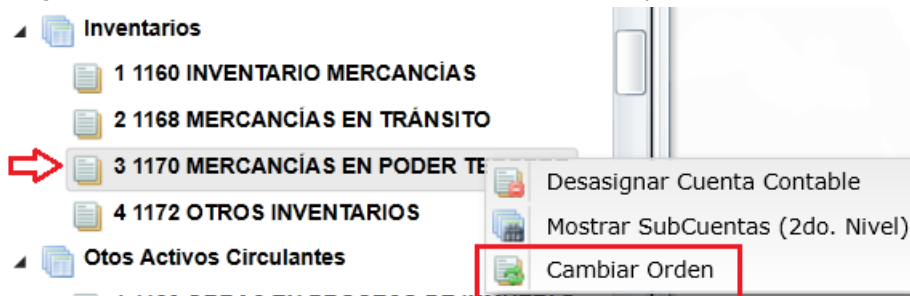 Inventarios
1 1160 INVENTARIO MERCANCÍAS
2 1168 MERCANCÍAS EN TRÁNSITO
3 1170 MERCANCÍAS EN PODER
Desasignar Cuenta Contable
4 1172 OTROS INVENTARIOS
Mostrar SubCuentas (2do. Nivel)
Otos Activos Circulantes
Cambiar Orden